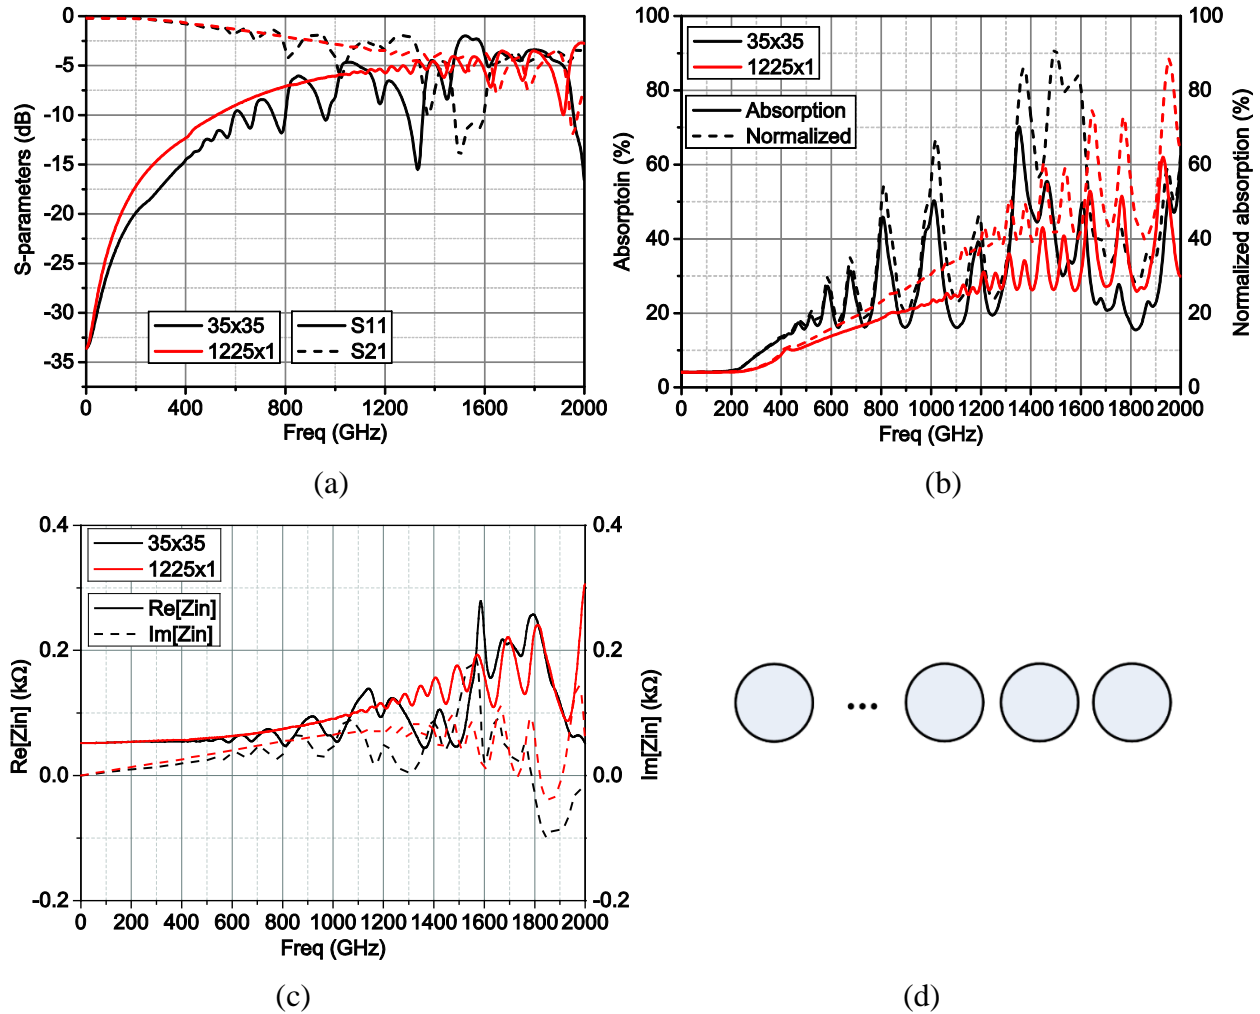 0
-5
-10
-15
-20
-25
-30
-35
S-parameters (dB)
35x35
1225x1
S11
S21
0 400 800 1200 1600 2000
Freq (GHz)
(a)
100
80
60
40
20
0
Absorptoin (%)
35x35
1225x1
Absorption
Normalized
100
80
60
40
20
0
Normalized absorption (%)
0 200 400 600 800 1000 1200 1400 1600 1800 2000
Freq (GHz)
(b)
0.4
0.2
0.0
-0.2
Re[Zin] (kΩ)
35x35
1225x1
Re[Zin]
Im[Zin]
0.4
0.2
0.0
-0.2
Im[Zin] (kΩ)
0 200 400 600 800 1000 1200 1400 1600 1800 2000
Freq (GHz)
(c)
...
(d)